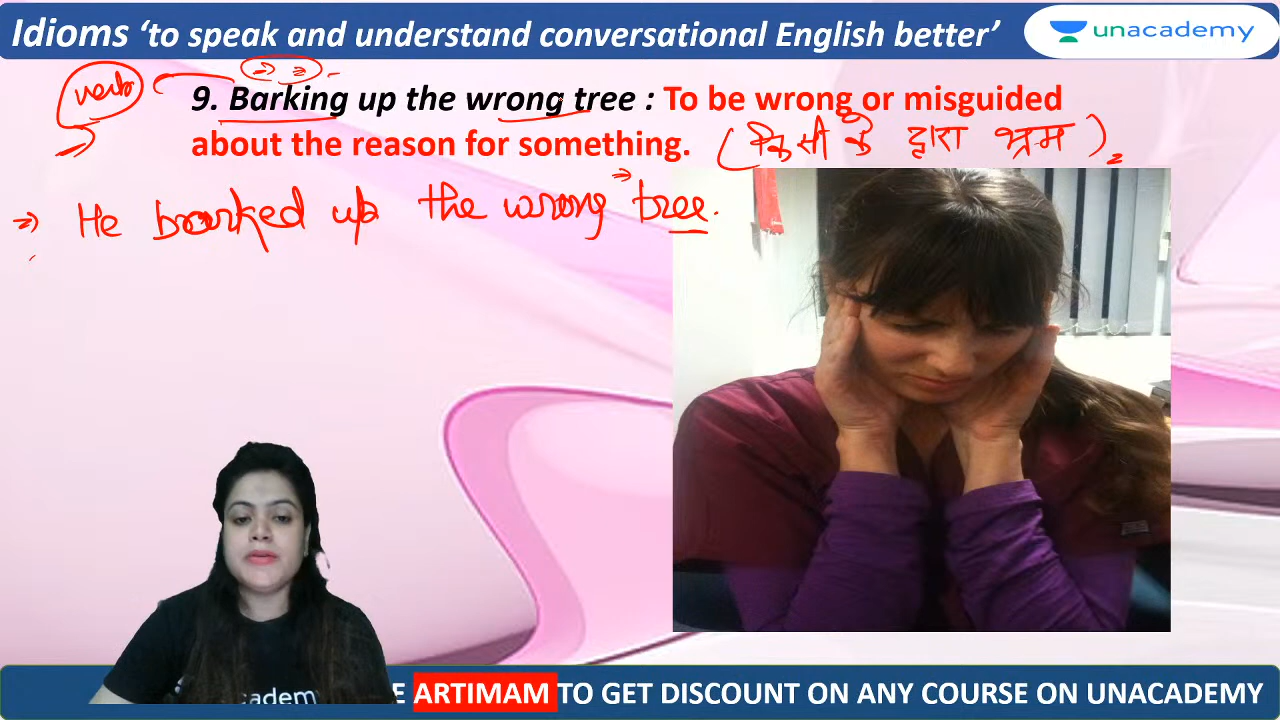 Idioms ‘to speak and understand conversational English better’
unacademy
verb
9. Barking up the wrong tree : To be wrong or misguided
about the reason for something. (किसी के द्वारा भ्रम)
⇒ He barked up the wrong tree.
cademy
E ARTIMAM TO GET DISCOUNT ON ANY COURSE ON UNACADEMY